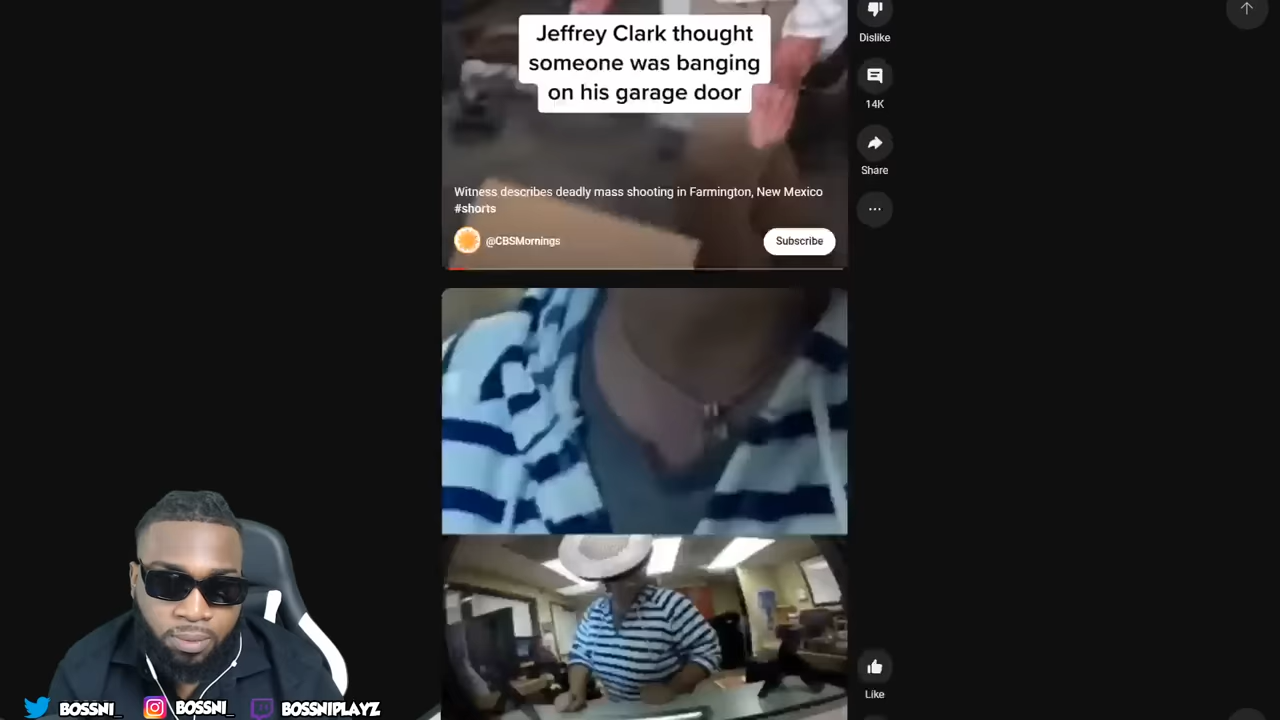 Jeffrey Clark thought
someone was banging
on his garage door
Dislike
14K
Share
Witness describes deadly mass shooting in Farmington, New Mexico
#shorts
@CBSMornings
Subscribe
Like
BOSSNI_
BOSSNI_
BOSSNIPLAYZ